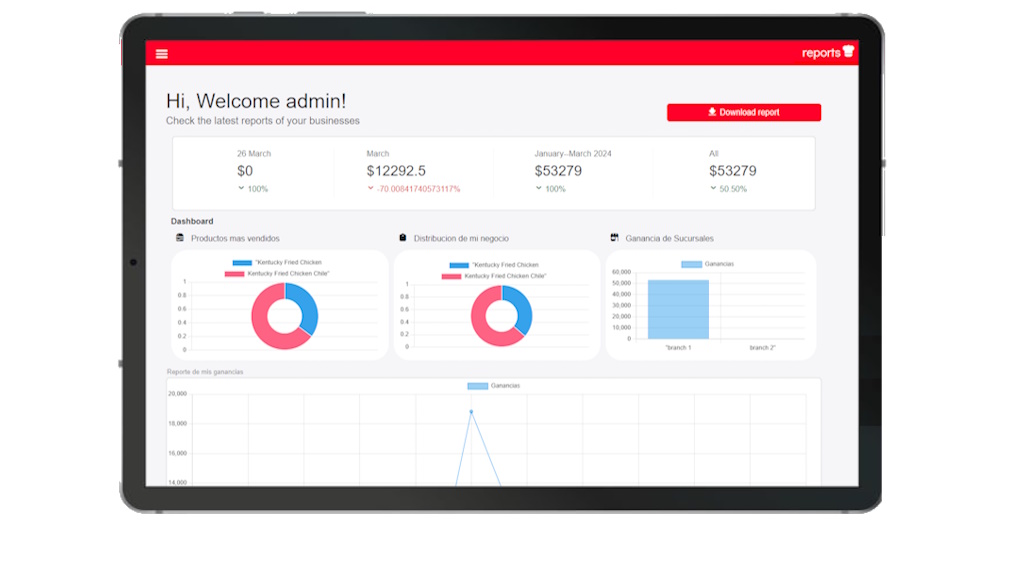 reports
Hi, Welcome admin!
Check the latest reports of your businesses
Download report
26 March
$0
100%
March
$12292.5
-70.00841740573117%
January--March 2024
$53279
100%
All
$53279
50.50%
Dashboard
Productos mas vendidos
"Kentucky Fried Chicken
Kentucky Fried Chicken Chile"
1
0.8
0.6
0.4
0.2
0
Distribucion de mi negocio
"Kentucky Fried Chicken
Kentucky Fried Chicken Chile"
1
0.8
0.6
0.4
0.2
0
Ganancia de Sucursales
Ganancias
60,000
50,000
40,000
30,000
20,000
10,000
0
"branch 1
branch 2"
Reporte de mis ganancias
Ganancias
20,000
18,000
16,000
14,000